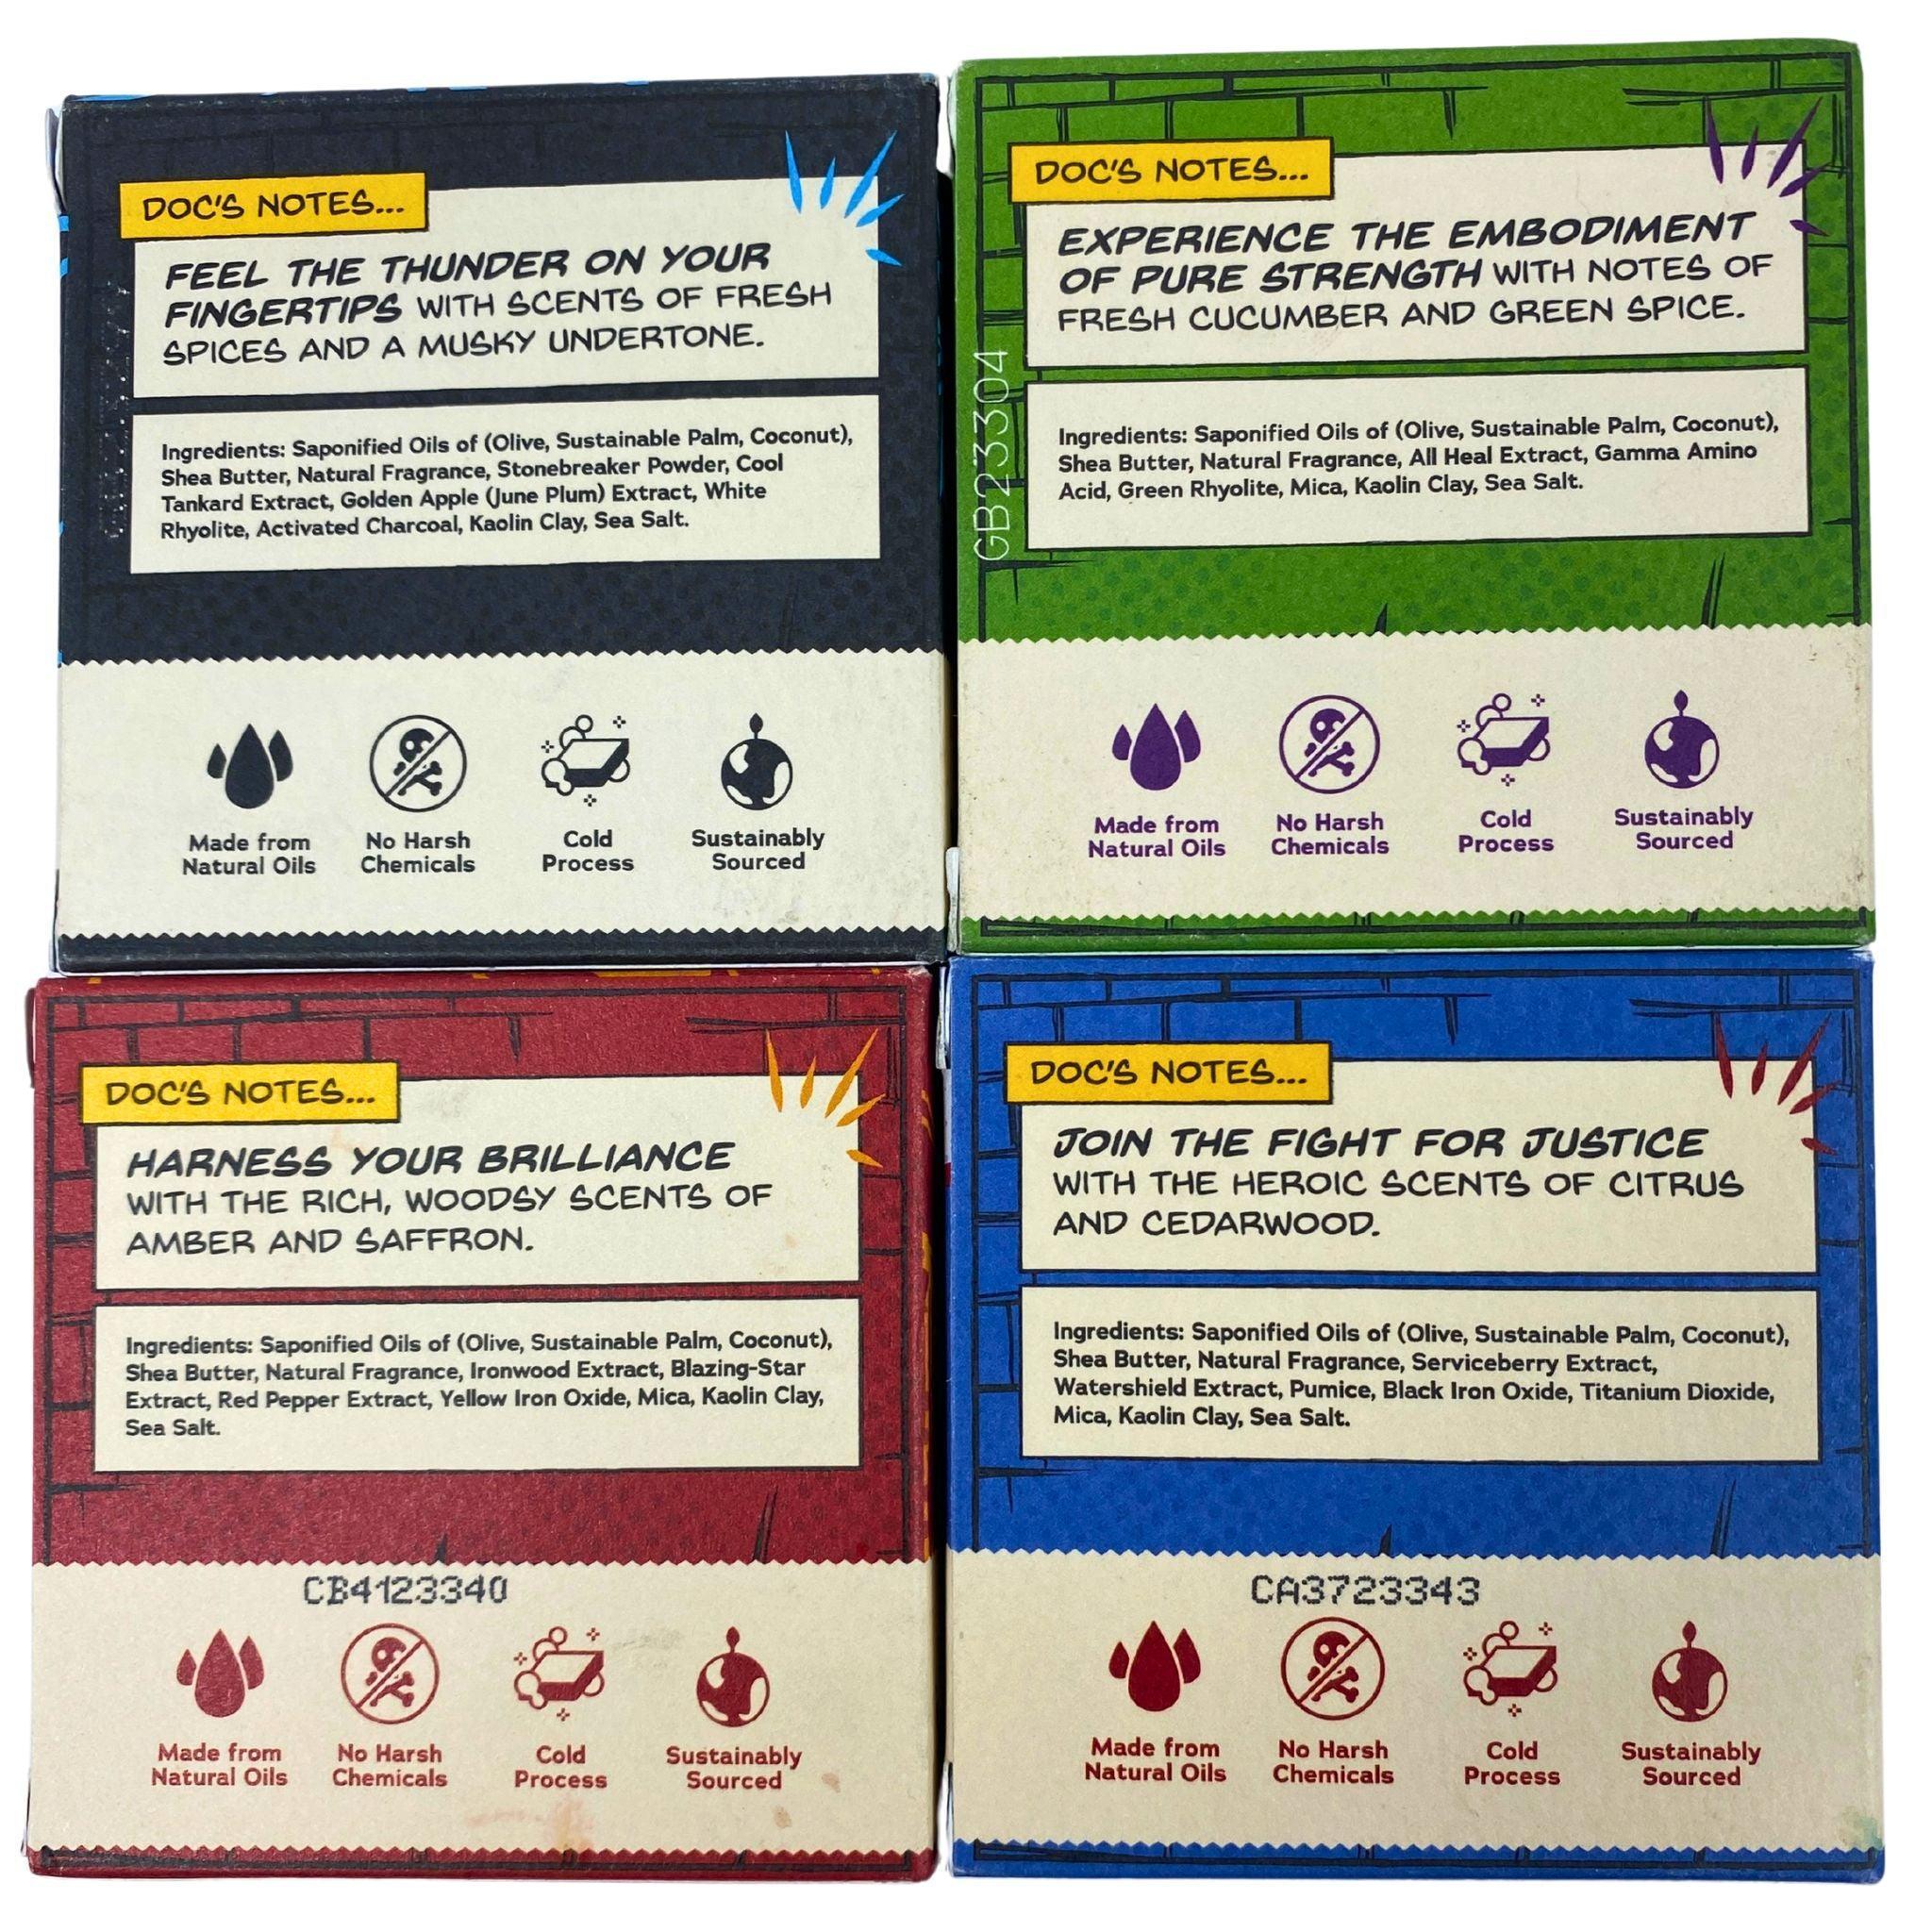 DOC'S NOTES...
FEEL THE THUNDER ON YOUR
FINGERTIPS WITH SCENTS OF FRESH
SPICES AND A MUSKY UNDERTONE.
Ingredients: Saponified Oils of (Olive, Sustainable Palm, Coconut),
Shea Butter, Natural Fragrance, Stonebreaker Powder, Cool
Tankard Extract, Golden Apple (June Plum) Extract, White
Rhyolite, Activated Charcoal, Kaolin Clay, Sea Salt.
Made from
Natural Oils
No Harsh
Chemicals
Cold
Process
Sustainably
Sourced
DOC'S NOTES...
EXPERIENCE THE EMBODIMENT
OF PURE STRENGTH WITH NOTES OF
FRESH CUCUMBER AND GREEN SPICE.
GB23304
Ingredients: Saponified Oils of (Olive, Sustainable Palm, Coconut),
Shea Butter, Natural Fragrance, All Heal Extract, Gamma Amino
Acid, Green Rhyolite, Mica, Kaolin Clay, Sea Salt.
Made from
Natural Oils
No Harsh
Chemicals
Cold
Process
Sustainably
Sourced
DOC'S NOTES...
HARNESS YOUR BRILLIANCE
WITH THE RICH, WOODSY SCENTS OF
AMBER AND SAFFRON.
Ingredients: Saponified Oils of (Olive, Sustainable Palm, Coconut),
Shea Butter, Natural Fragrance, Ironwood Extract, Blazing-Star
Extract, Red Pepper Extract, Yellow Iron Oxide, Mica, Kaolin Clay,
Sea Salt.
CB4123340
Made from
Natural Oils
No Harsh
Chemicals
Cold
Process
Sustainably
Sourced
DOC'S NOTES...
JOIN THE FIGHT FOR JUSTICE
WITH THE HEROIC SCENTS OF CITRUS
AND CEDARWOOD.
Ingredients: Saponified Oils of (Olive, Sustainable Palm, Coconut),
Shea Butter, Natural Fragrance, Serviceberry Extract,
Watershield Extract, Pumice, Black Iron Oxide, Titanium Dioxide,
Mica, Kaolin Clay, Sea Salt.
CA3723343
Made from
Natural Oils
No Harsh
Chemicals
Cold
Process
Sustainably
Sourced